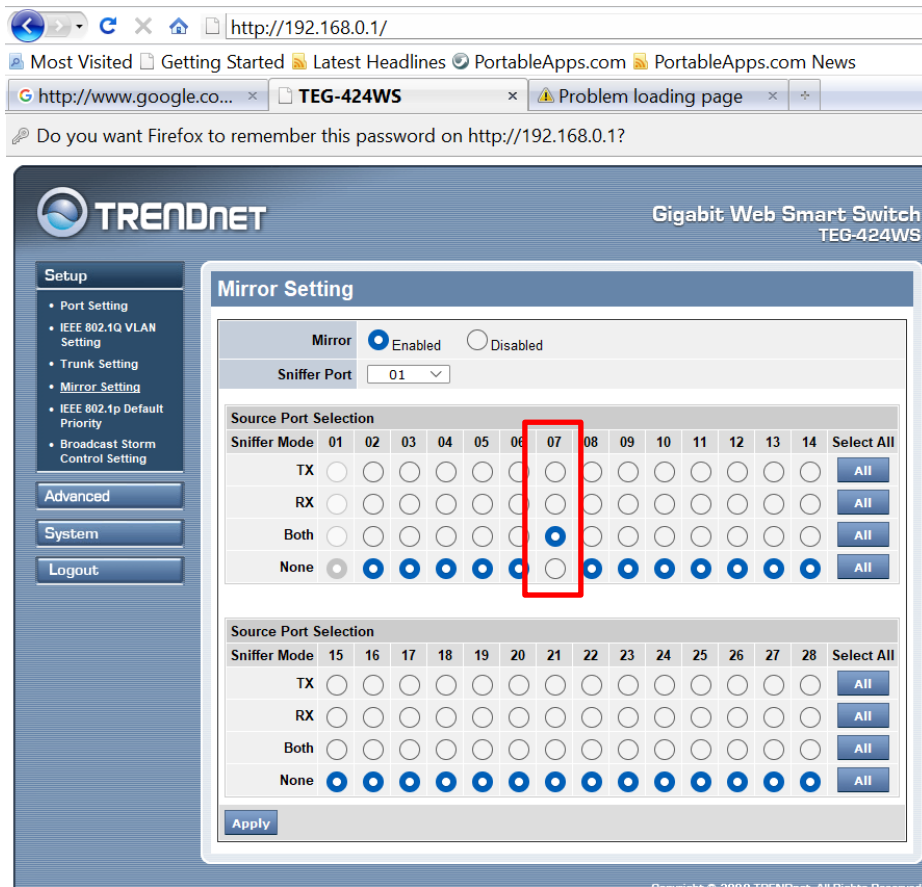 http://192.168.0.1/
Most Visited Getting Started Latest Headlines PortableApps.com PortableApps.com News
http://www.google.co... × TEG-424WS × Problem loading page ×
Do you want Firefox to remember this password on http://192.168.0.1?
TRENDnet
Gigabit Web Smart Switch
TEG-424WS
Setup
• Port Setting
• IEEE 802.1Q VLAN
Setting
• Trunk Setting
• Mirror Setting
• IEEE 802.1p Default
Priority
• Broadcast Storm
Control Setting
Advanced
System
Logout
Mirror Setting
Mirror Enabled Disabled
Sniffer Port 01
Source Port Selection
Sniffer Mode 01 02 03 04 05 06 07 08 09 10 11 12 13 14 Select All
TX All
RX All
Both All
None All
Source Port Selection
Sniffer Mode 15 16 17 18 19 20 21 22 23 24 25 26 27 28 Select All
TX All
RX All
Both All
None All
Apply